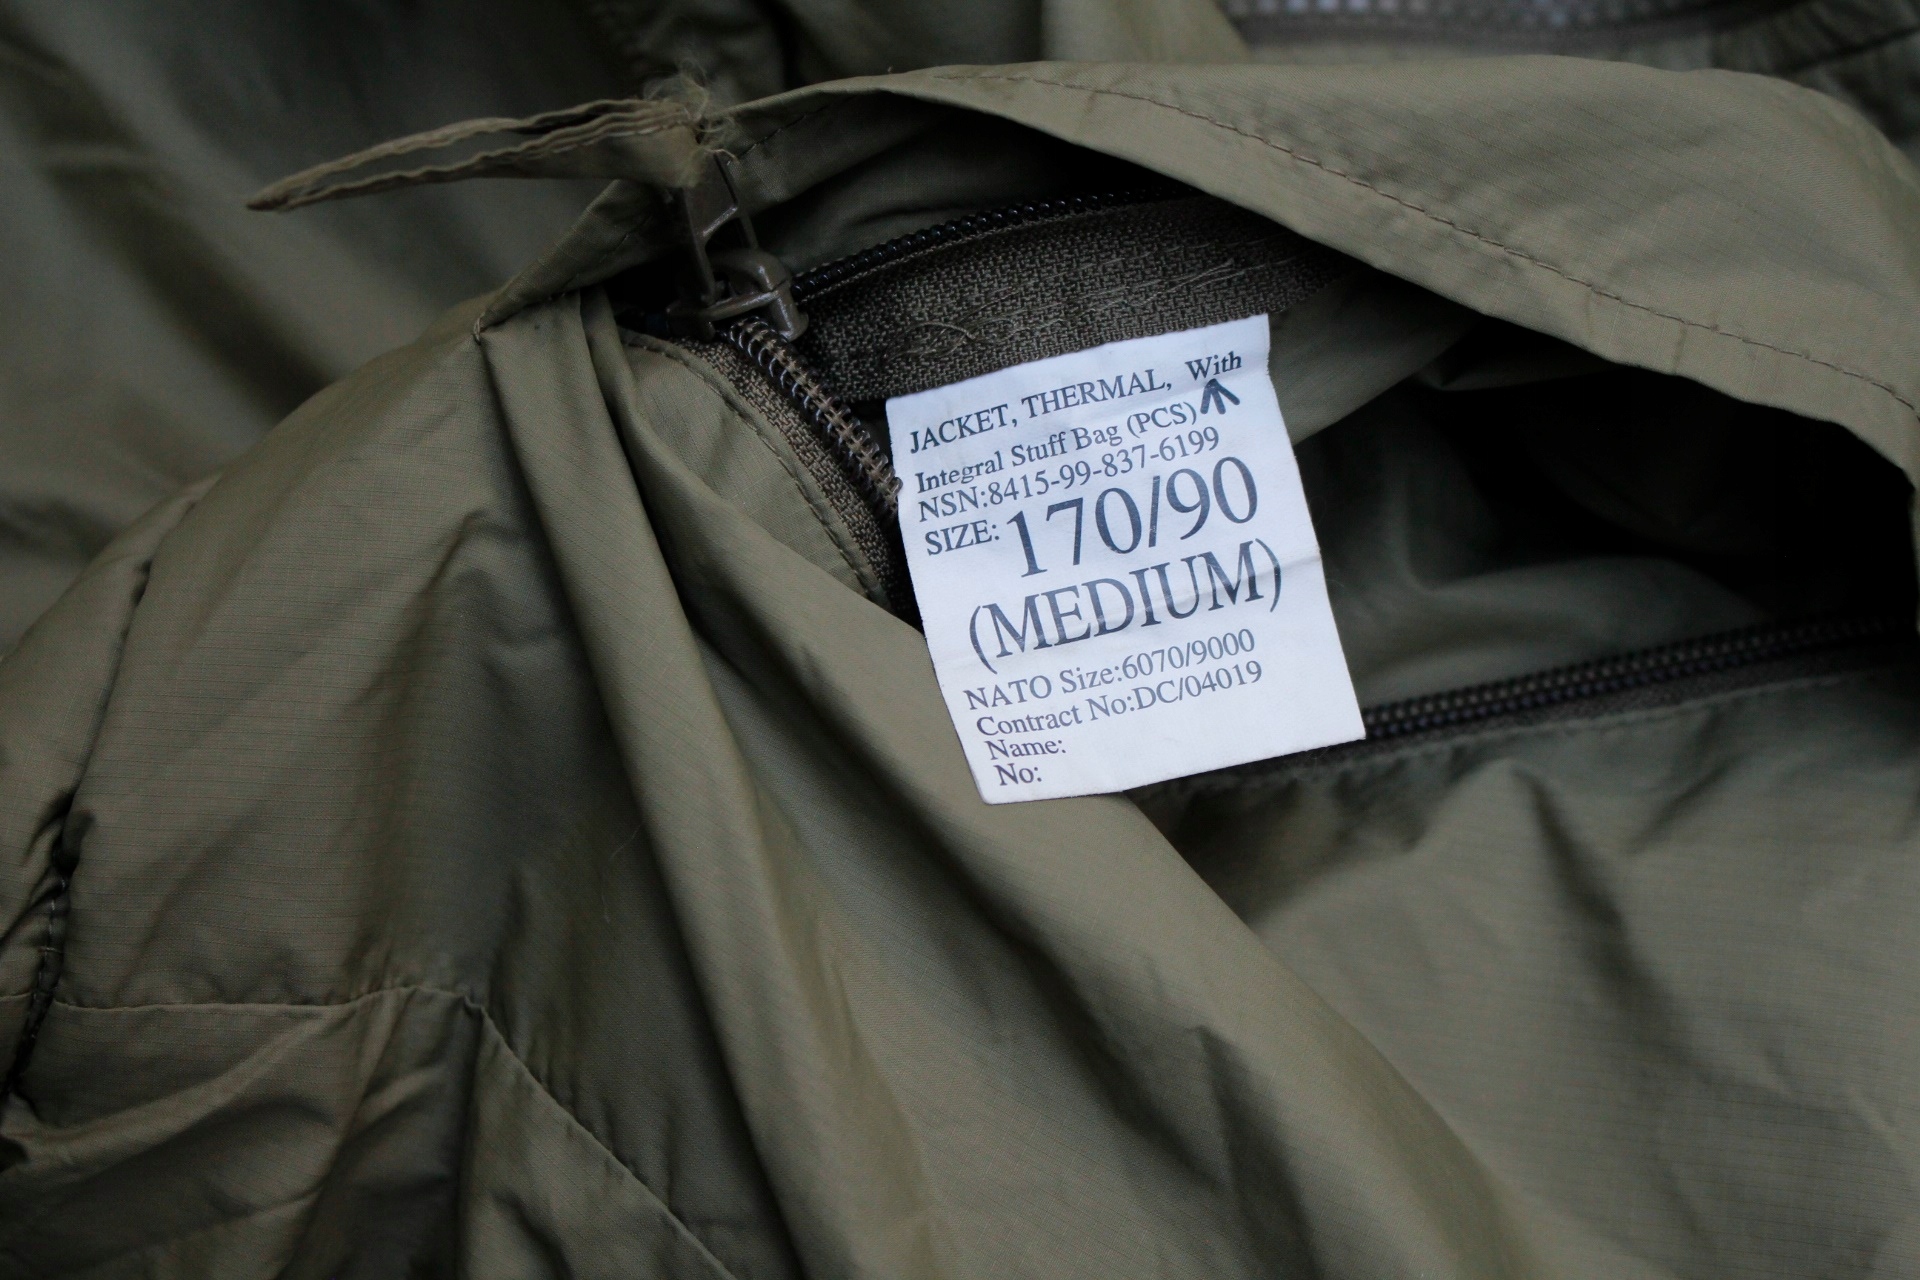 JACKET, THERMAL, With
Integral Stuff Bag (PCS)
NSN:8415-99-837-6199
SIZE: 170/90
(MEDIUM)
NATO Size:6070/9000
Contract No:DC/04019
Name:
No: